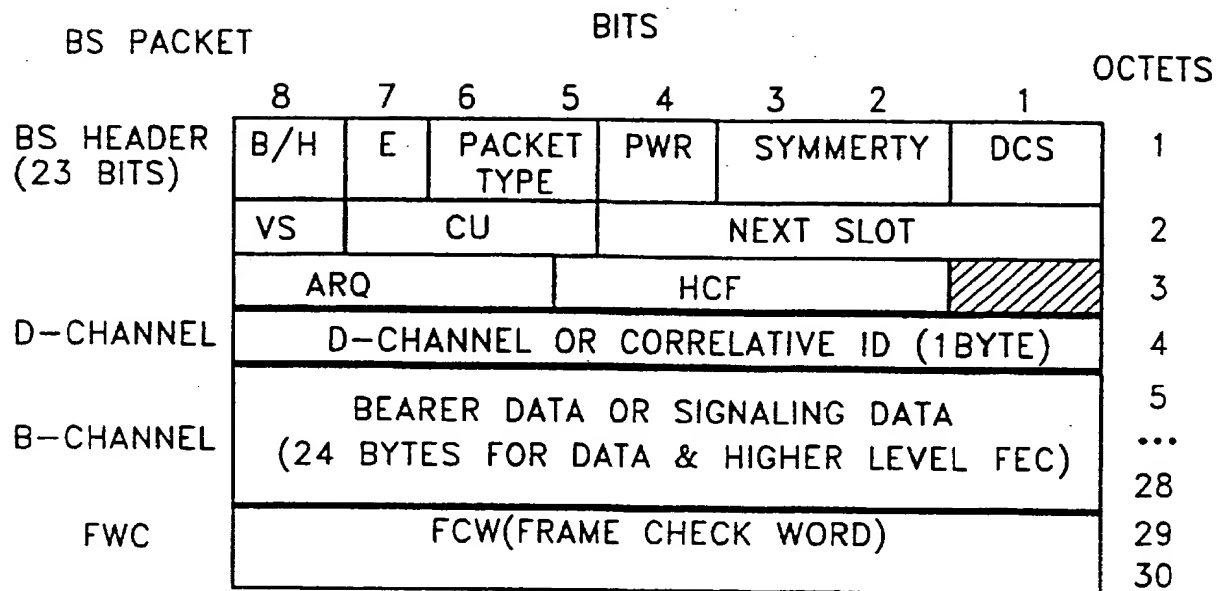 BITS
BS PACKET
OCTETS
8 7 6 5 4 3 2 1
BS HEADER
(23 BITS)
B/H E PACKET TYPE PWR SYMMERTY DCS 1
VS CU NEXT SLOT 2
ARQ HCF 3
D-CHANNEL D-CHANNEL OR CORRELATIVE ID (1BYTE) 4
B-CHANNEL
BEARER DATA OR SIGNALING DATA
(24 BYTES FOR DATA & HIGHER LEVEL FEC)
5
...
28
FWC FCW(FRAME CHECK WORD) 29
30